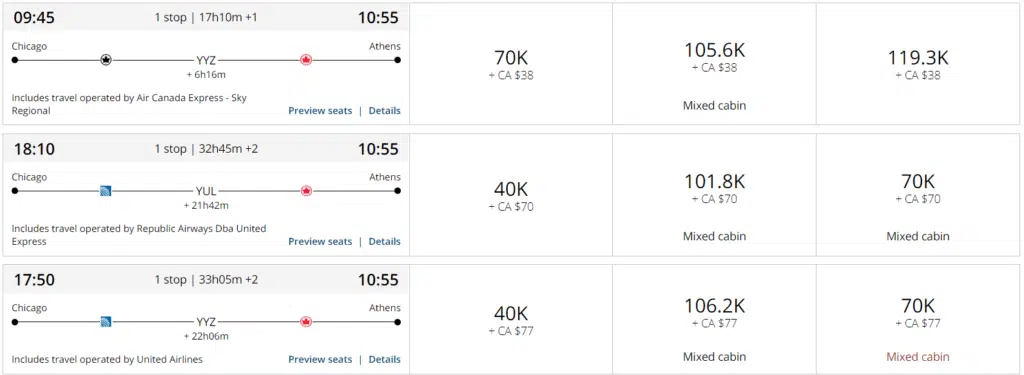 09:45 1 stop | 17h10m +1 10:55
Chicago Athens
YYZ
+ 6h16m
Includes travel operated by Air Canada Express - Sky
Regional
Preview seats | Details
70K
+ CA $38
105.6K
+ CA $38
Mixed cabin
119.3K
+ CA $38
18:10 1 stop | 32h45m +2 10:55
Chicago Athens
YUL
+ 21h42m
Includes travel operated by Republic Airways Dba United
Express
Preview seats | Details
40K
+ CA $70
101.8K
+ CA $70
Mixed cabin
70K
+ CA $70
Mixed cabin
17:50 1 stop | 33h05m +2 10:55
Chicago Athens
YYZ
+ 22h06m
Includes travel operated by United Airlines
Preview seats | Details
40K
+ CA $77
106.2K
+ CA $77
Mixed cabin
70K
+ CA $77
Mixed cabin